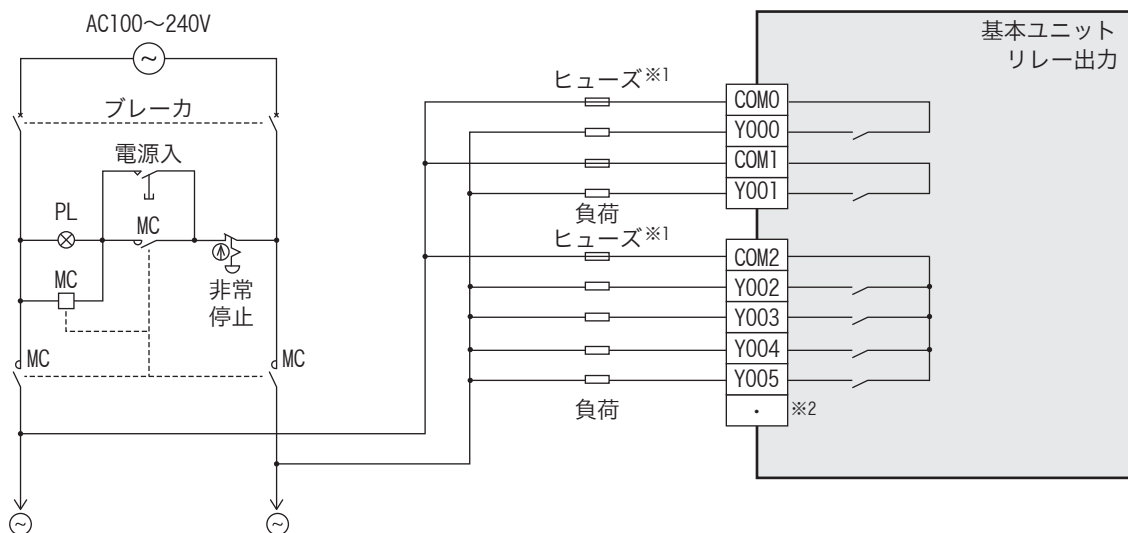 AC100～240V
ブレーカ
電源入
PL
MC
MC
非常
停止
MC
MC
ヒューズ※1
負荷
ヒューズ※1
負荷
基本ユニット
リレー出力
COM0
Y000
COM1
Y001
COM2
Y002
Y003
Y004
Y005
・ ※2